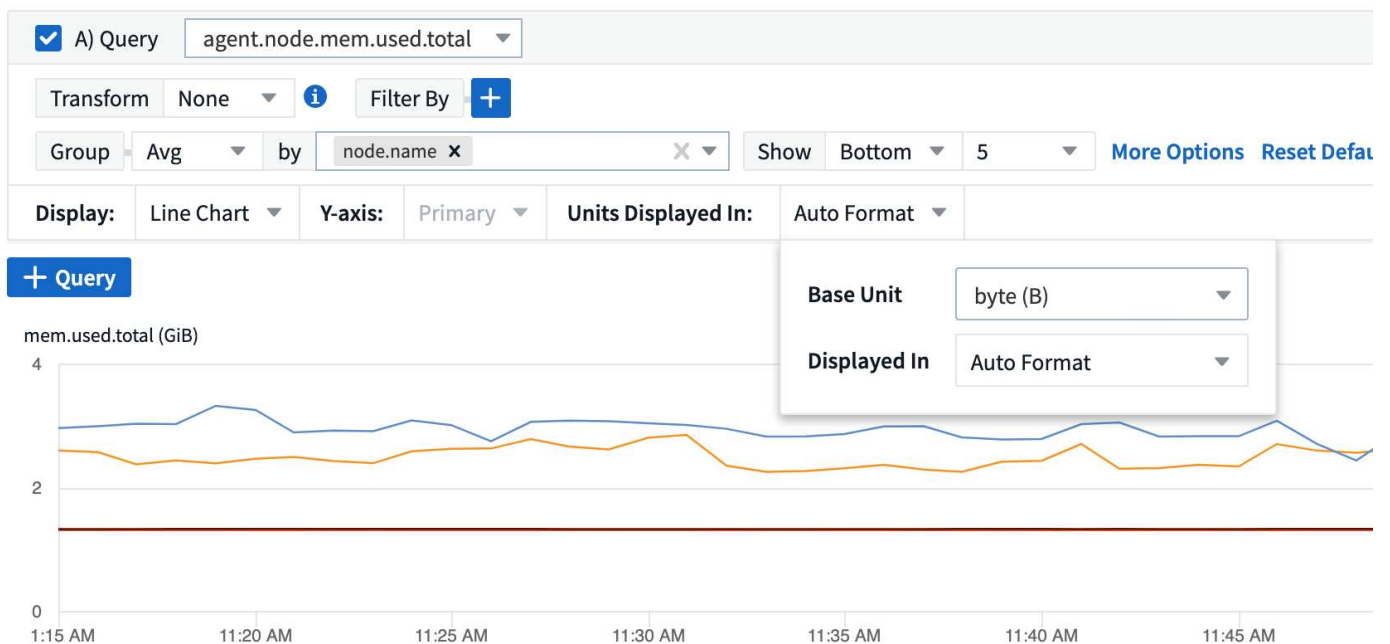 A) Query agent.node.mem.used.total
Transform None Filter By +
Group Avg by node.name x Show Bottom 5 More Options Reset Defau
Display: Line Chart Y-axis: Primary Units Displayed In: Auto Format
+ Query
Base Unit byte (B)
Displayed In Auto Format
mem.used.total (GiB)
4
2
0
1:15 AM 11:20 AM 11:25 AM 11:30 AM 11:35 AM 11:40 AM 11:45 AM